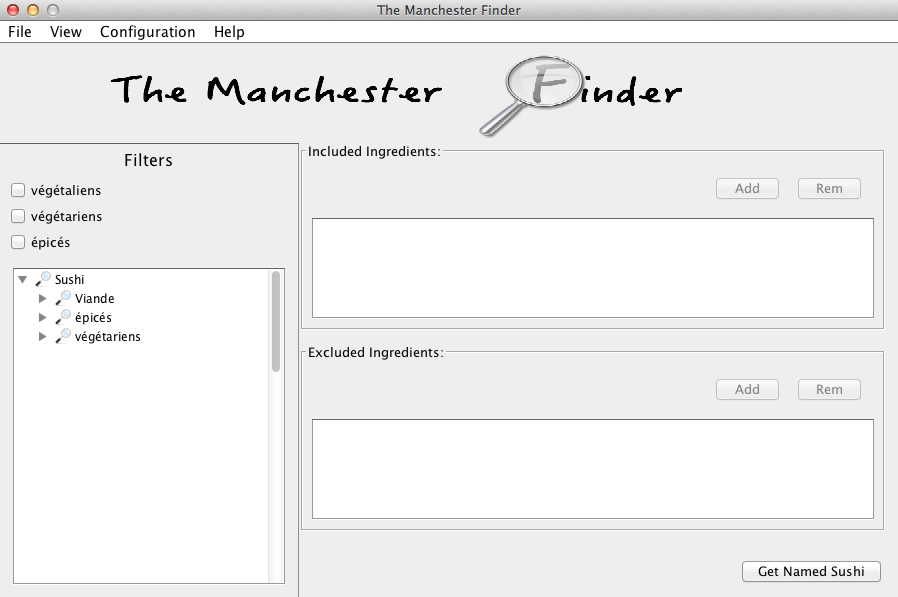 The Manchester Finder
File View Configuration Help
The Manchester Finder
Filters
végétaliens
végétariens
épicés
Sushi
Viande
épicés
végétariens
Included Ingredients:
Add Rem
Excluded Ingredients:
Add Rem
Get Named Sushi